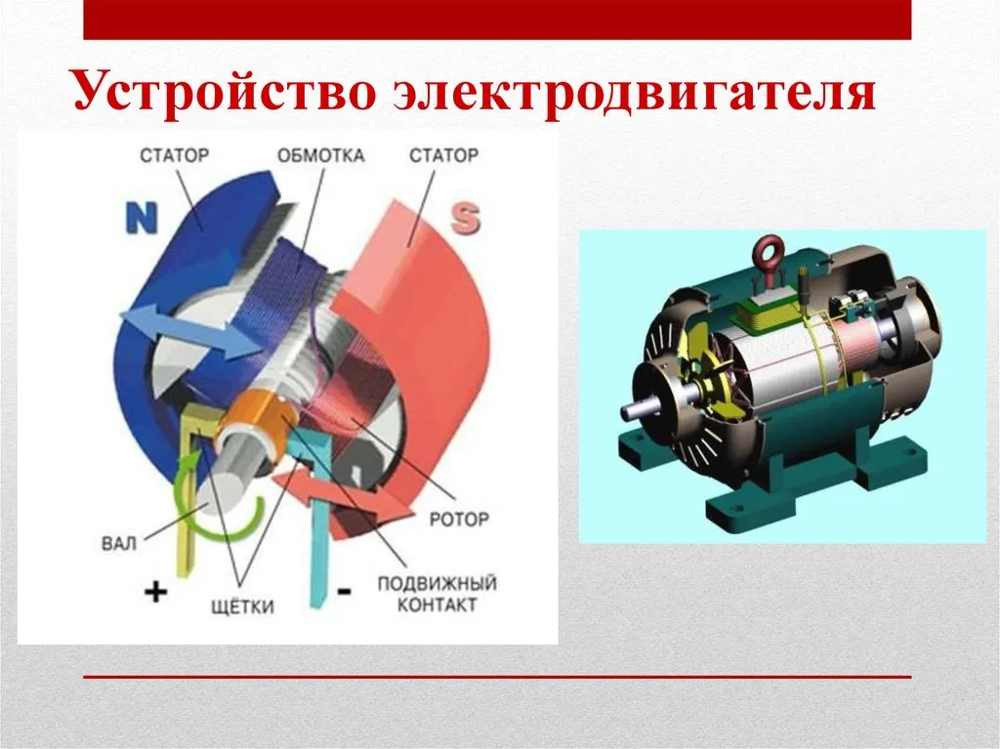 Устройство электродвигателя
СТАТОР
ОБМОТКА
СТАТОР
N
S
РОТОР
ВАЛ
+
ЩЁТКИ
-
ПОДВИЖНЫЙ
КОНТАКТ